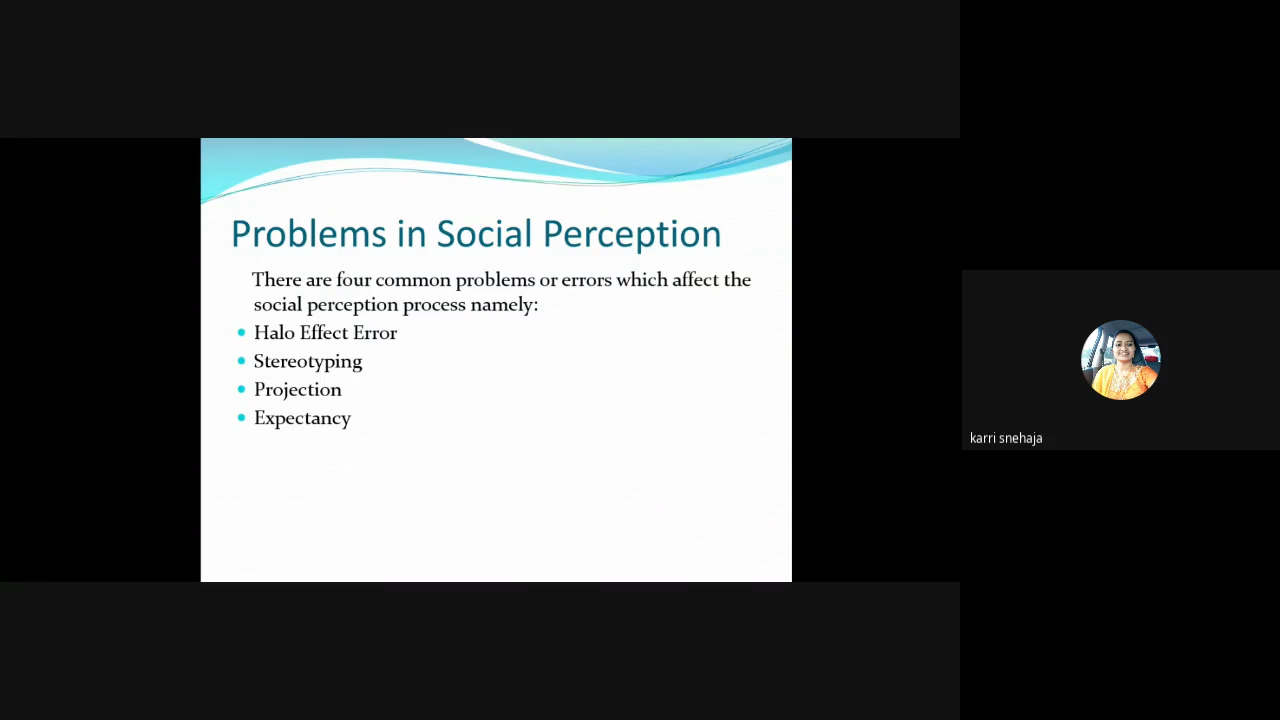 Problems in Social Perception
There are four common problems or errors which affect the
social perception process namely:
Halo Effect Error
Stereotyping
Projection
Expectancy
karri snehaja